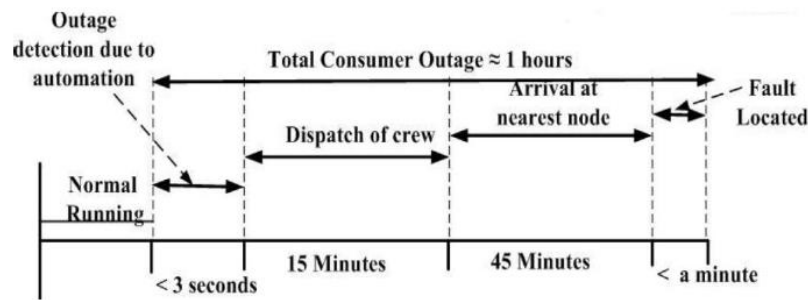 Outage
detection due to
automation
Total Consumer Outage ≈ 1 hours
Arrival at
nearest node
Fault
Located
Dispatch of crew
Normal
Running
< 3 seconds
15 Minutes
45 Minutes
< a minute